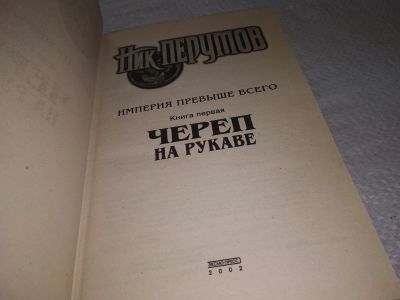 НИК ПЕРУМОВ
ИМПЕРИЯ ПРЕВЫШЕ ВСЕГО
Книга первая
ЧЕРЕП
НА РУКАВЕ
2002